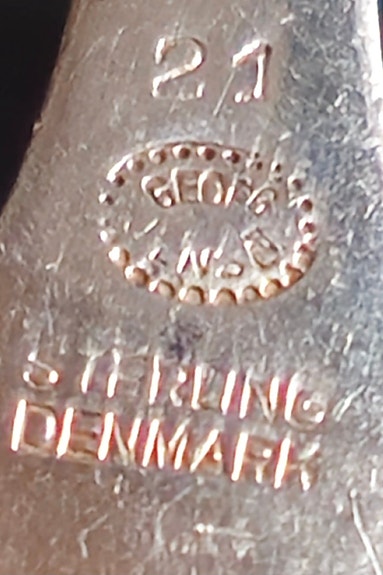 21
GEORG
STERLING
DENMARK